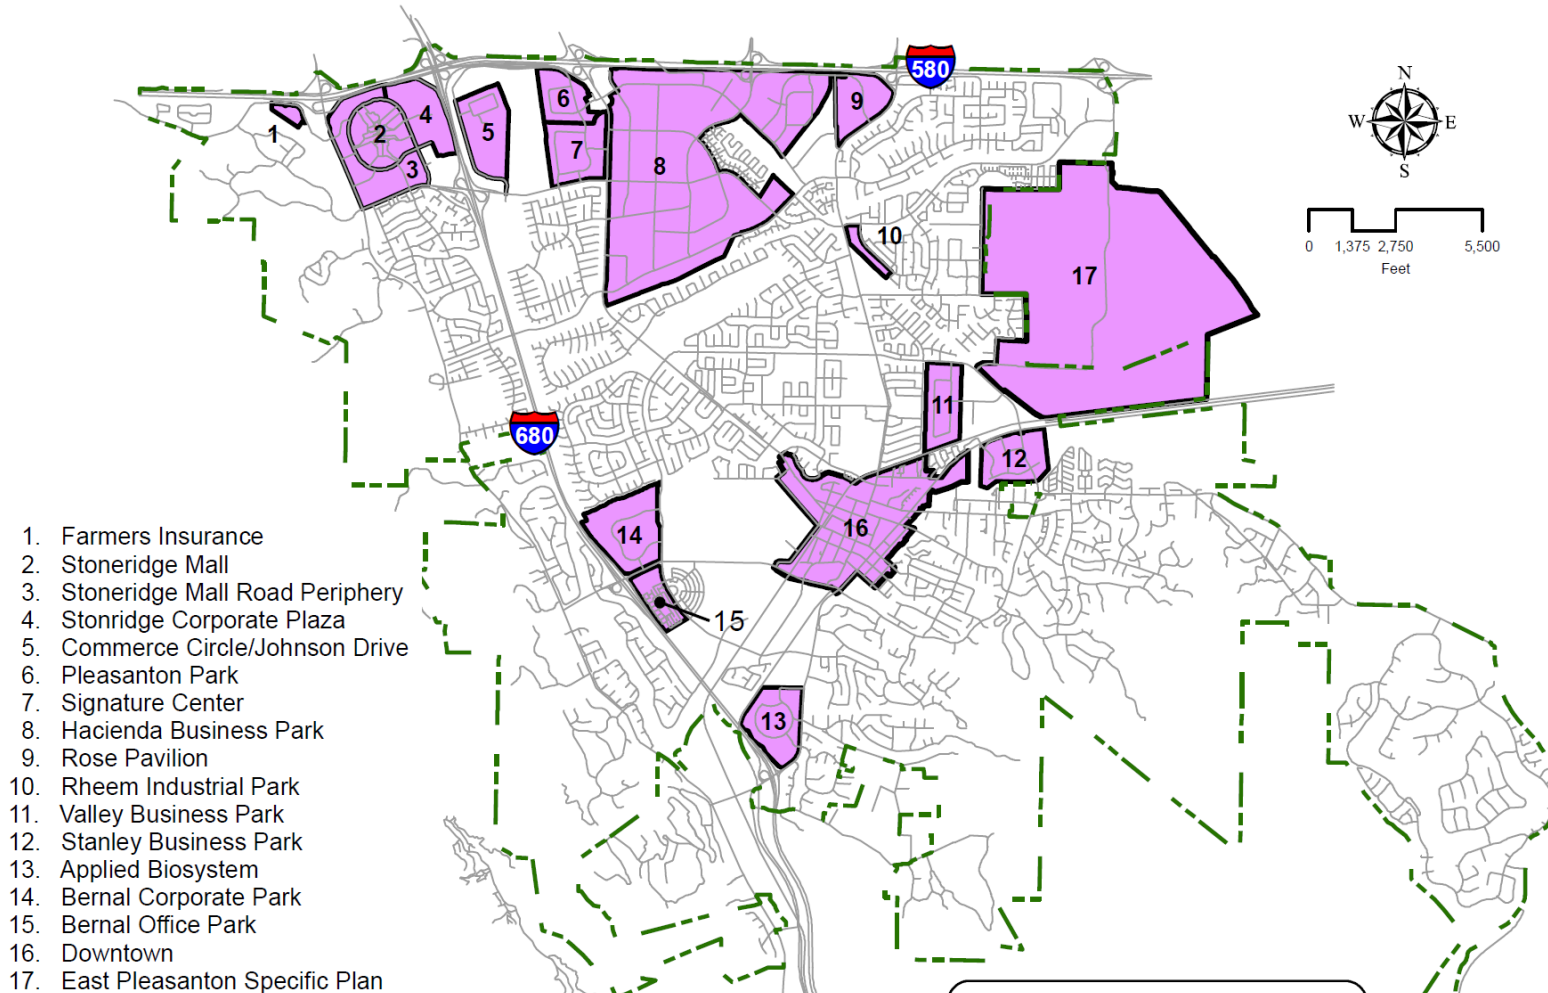 580
N
W E
S
0 1,375 2,750 5,500
Feet
1
2
3
4
5
6
7
8
9
10
17
11
12
680
16
14
15
13
1. Farmers Insurance
2. Stoneridge Mall
3. Stoneridge Mall Road Periphery
4. Stonridge Corporate Plaza
5. Commerce Circle/Johnson Drive
6. Pleasanton Park
7. Signature Center
8. Hacienda Business Park
9. Rose Pavilion
10. Rheem Industrial Park
11. Valley Business Park
12. Stanley Business Park
13. Applied Biosystem
14. Bernal Corporate Park
15. Bernal Office Park
16. Downtown
17. East Pleasanton Specific Plan